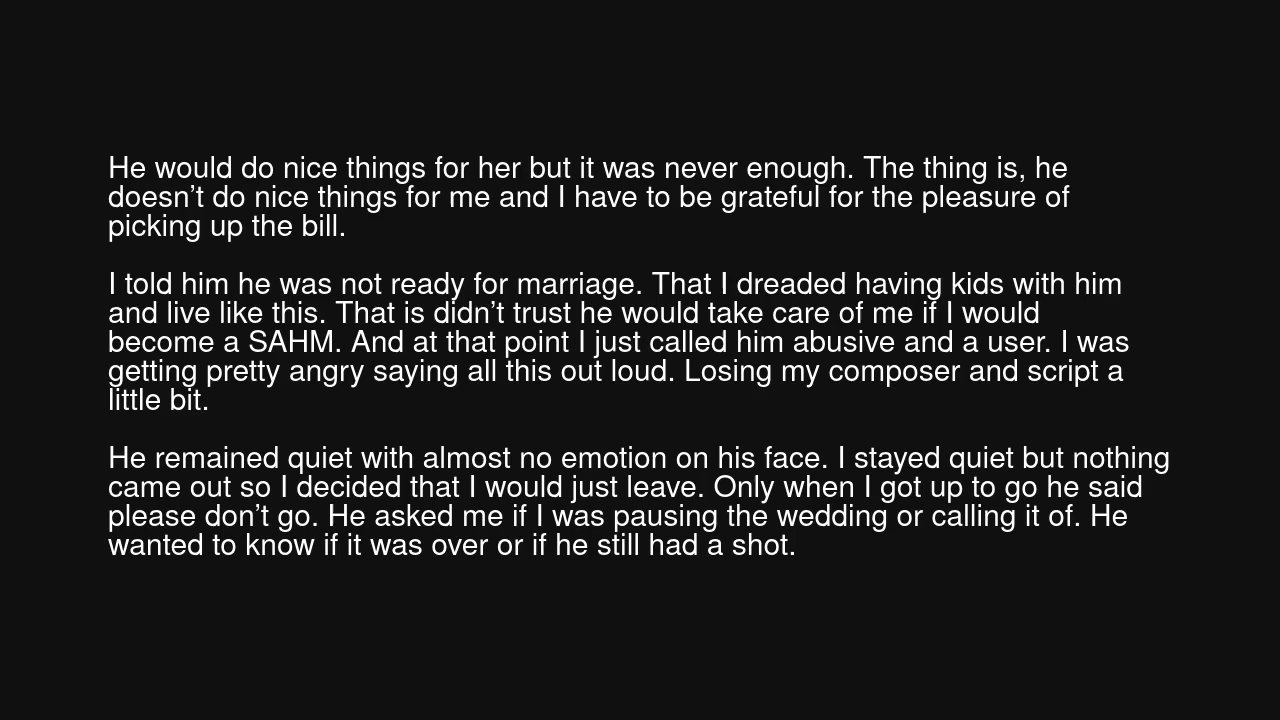 He would do nice things for her but it was never enough. The thing is, he
doesn’t do nice things for me and I have to be grateful for the pleasure of
picking up the bill.
I told him he was not ready for marriage. That I dreaded having kids with him
and live like this. That is didn’t trust he would take care of me if I would
become a SAHM. And at that point I just called him abusive and a user. I was
getting pretty angry saying all this out loud. Losing my composer and script a
little bit.
He remained quiet with almost no emotion on his face. I stayed quiet but nothing
came out so I decided that I would just leave. Only when I got up to go he said
please don’t go. He asked me if I was pausing the wedding or calling it of. He
wanted to know if it was over or if he still had a shot.